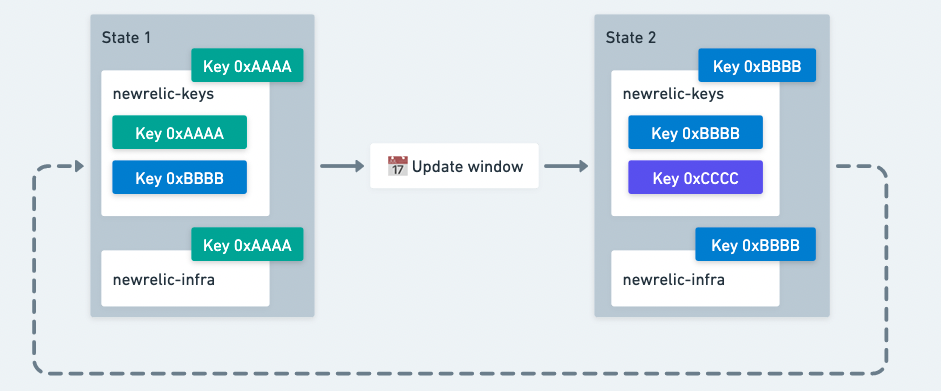 State 1
Key 0xAAAA
newrelic-keys
Key 0xAAAA
Key 0xBBBB
Key 0xAAAA
newrelic-infra
17 Update window
State 2
Key 0xBBBB
newrelic-keys
Key 0xBBBB
Key 0xCCCC
Key 0xBBBB
newrelic-infra